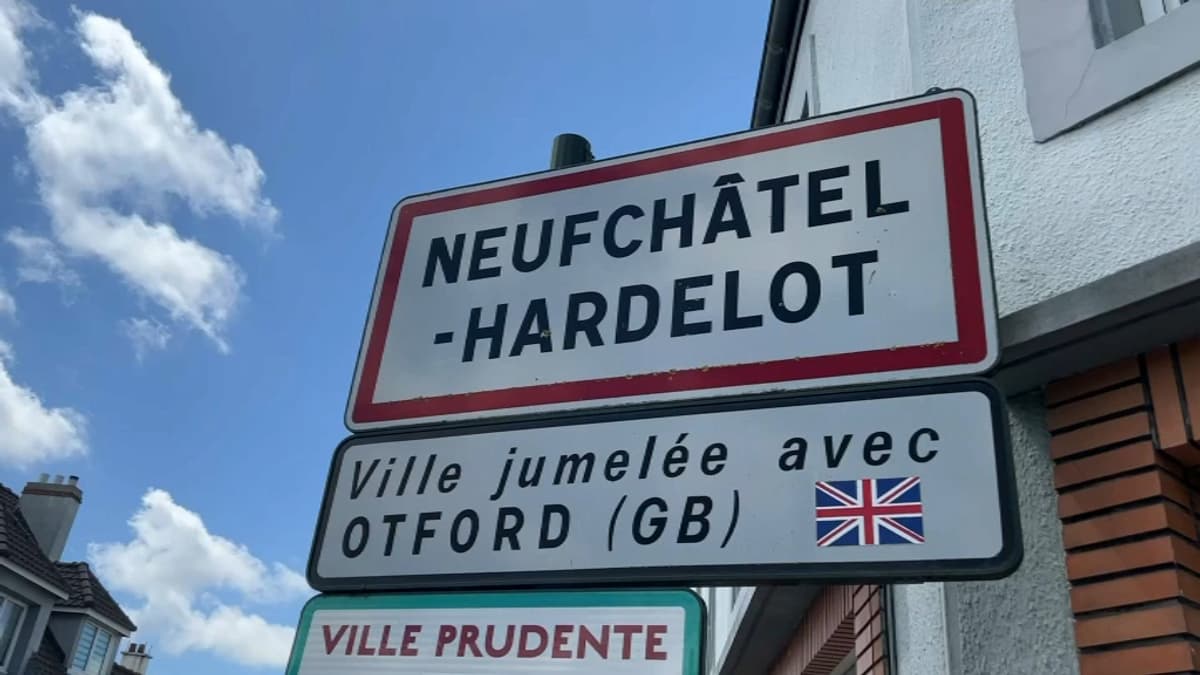 NEUFCHÂTEL
-HARDELOT
Ville jumelée avec
OTFORD (GB)
VILLE PRUDENTE